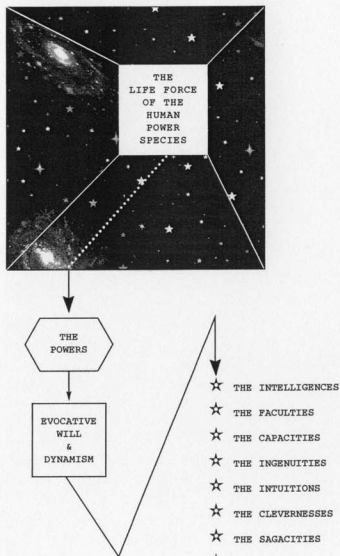 THE
LIFE FORCE
OF THE
HUMAN
POWER
SPECIES
THE
POWERS
EVOCATIVE
WILL
&
DYNAMISM
☆ THE INTELLIGENCES
☆ THE FACULTIES
☆ THE CAPACITIES
☆ THE INGENUITIES
☆ THE INTUITIONS
☆ THE CLEVERNESSES
☆ THE SAGACITIES